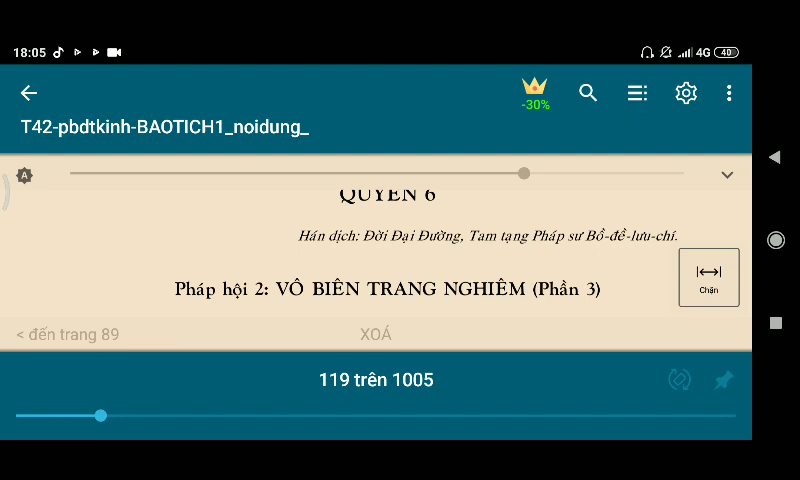 18:05
4G 40
-30%
T42-pbdtkinh-BAOTICH1_noidung_
A
QUYỂN 6
Hán dịch: Đời Đại Đường, Tam tạng Pháp sư Bồ-đề-lưu-chí.
Pháp hội 2: VÔ BIÊN TRANG NGHIÊM (Phần 3)
Chặn
< đến trang 89
XOÁ
119 trên 1005